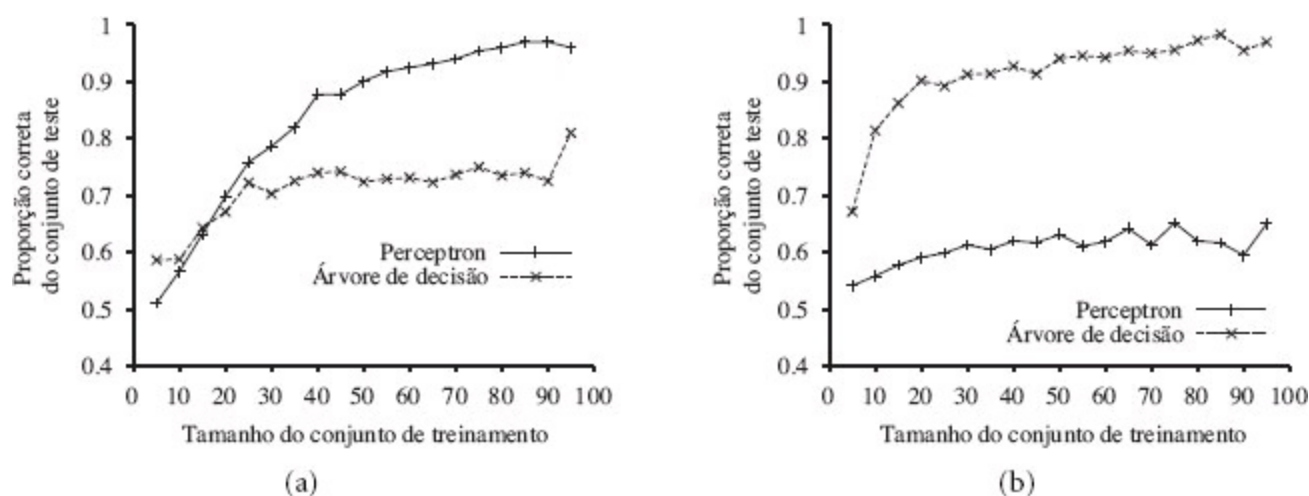 1
0.9
0.8
0.7
0.6
0.5
0.4
Proporção correta
do conjunto de teste
Perceptron
Árvore de decisão
0 10 20 30 40 50 60 70 80 90 100
Tamanho do conjunto de treinamento
(a)
1
0.9
0.8
0.7
0.6
0.5
0.4
Proporção correta
do conjunto de teste
Perceptron
Árvore de decisão
0 10 20 30 40 50 60 70 80 90 100
Tamanho do conjunto de treinamento
(b)